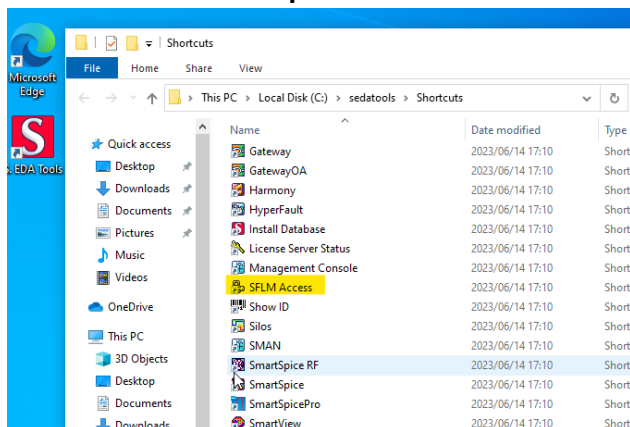 Shortcuts
Microsoft Edge
File Home Share View
This PC > Local Disk (C:) > sedatools > Shortcuts
S
EDA Tools
Name Date modified Type
Quick access
Desktop
Downloads
Documents
Pictures
Music
Videos
OneDrive
This PC
3D Objects
Desktop
Documents
Downloads
Gateway 2023/06/14 17:10 Short
GatewayOA 2023/06/14 17:10 Short
Harmony 2023/06/14 17:10 Short
HyperFault 2023/06/14 17:10 Short
Install Database 2023/06/14 17:10 Short
License Server Status 2023/06/14 17:10 Short
Management Console 2023/06/14 17:10 Short
SFLM Access 2023/06/14 17:10 Short
Show ID 2023/06/14 17:10 Short
Silos 2023/06/14 17:10 Short
SMAN 2023/06/14 17:10 Short
SmartSpice RF 2023/06/14 17:10 Short
SmartSpice 2023/06/14 17:10 Short
SmartSpicePro 2023/06/14 17:10 Short
SmartView 2023/06/14 17:10 Short